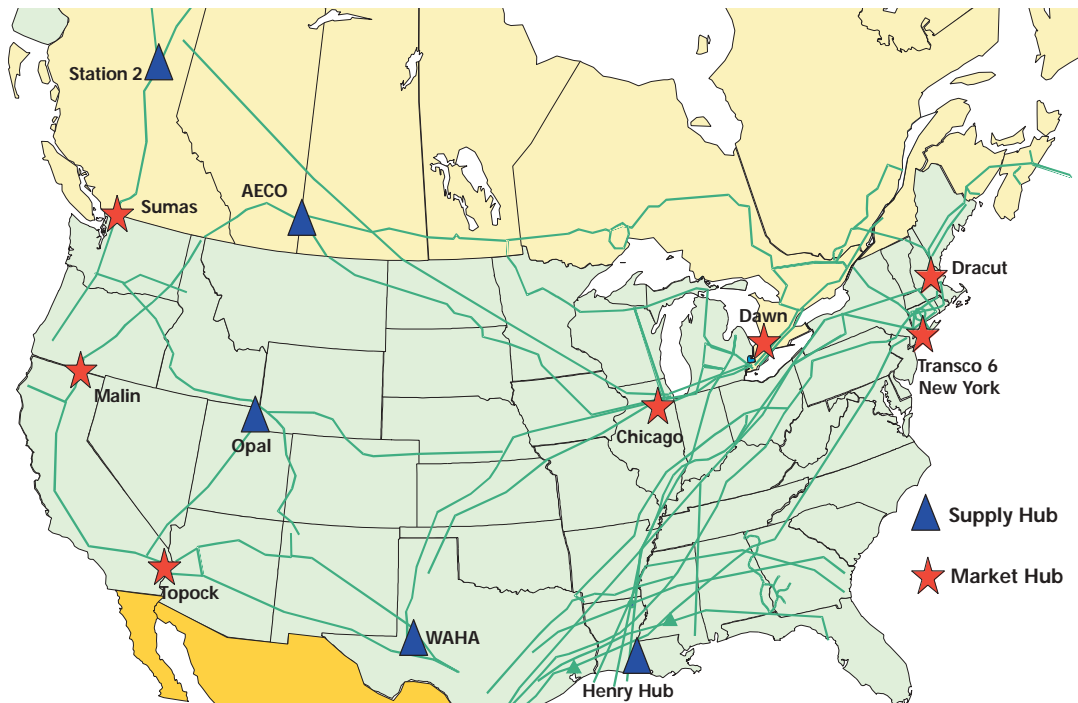 Station 2
AECO
Sumas
Dracut
Dawn
Transco 6
New York
Malin
Chicago
Opal
Supply Hub
Market Hub
Topock
WAHA
Henry Hub